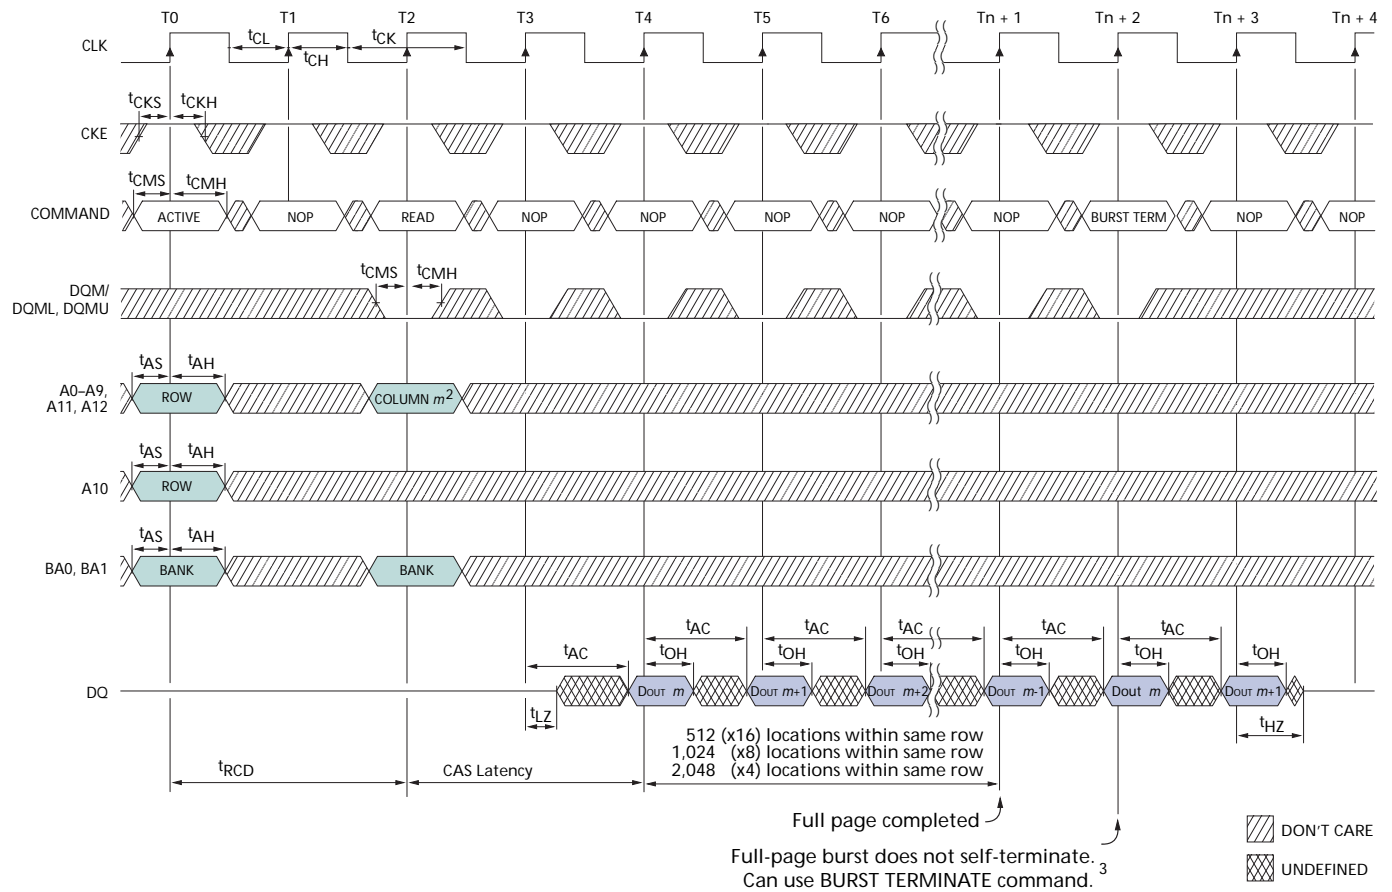 T0 T1 T2 T3 T4 T5 T6 Tn + 1 Tn + 2 Tn + 3 Tn + 4
CLK
tCL tCK
tCH
tCKS tCKH
CKE
tCMS tCMH
COMMAND ACTIVE NOP READ NOP NOP NOP NOP NOP BURST TERM NOP NOP
tCMS tCMH
DQM/
DQML, DQMU
tAS tAH
A0–A9,
A11, A12
ROW COLUMN m2
tAS tAH
A10 ROW
tAS tAH
BA0, BA1 BANK BANK
tAC tAC tAC tAC tAC
tAC tOH tOH tOH tOH tOH tOH
DQ DOUT m DOUT m+1 DOUT m+2 DOUT m-1 Dout m DOUT m+1
tLZ tHZ
512 (x16) locations within same row
1,024 (x8) locations within same row
2,048 (x4) locations within same row
tRCD CAS Latency
Full page completed
Full-page burst does not self-terminate. 3
Can use BURST TERMINATE command.
DON'T CARE
UNDEFINED